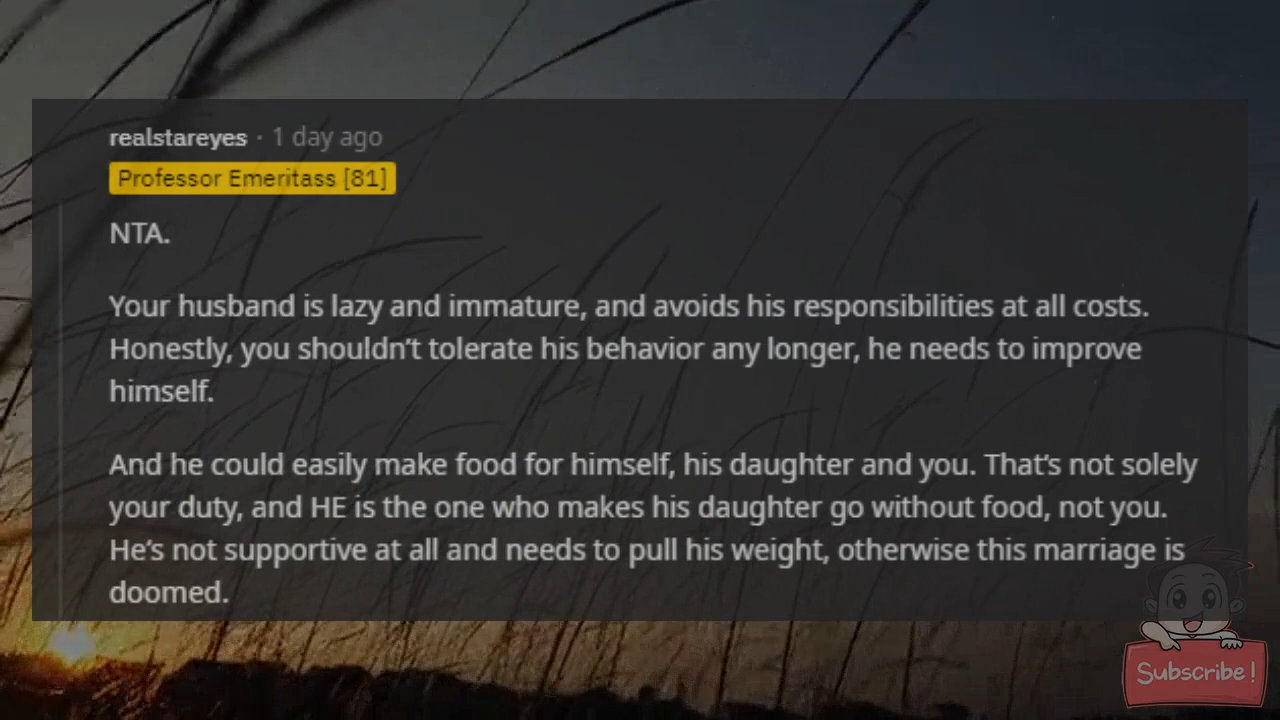 realstareyes · 1 day ago
Professor Emeritass [81]
NTA.
Your husband is lazy and immature, and avoids his responsibilities at all costs.
Honestly, you shouldn't tolerate his behavior any longer, he needs to improve
himself.
And he could easily make food for himself, his daughter and you. That's not solely
your duty, and HE is the one who makes his daughter go without food, not you.
He's not supportive at all and needs to pull his weight, otherwise this marriage is
doomed.
Subscribe!